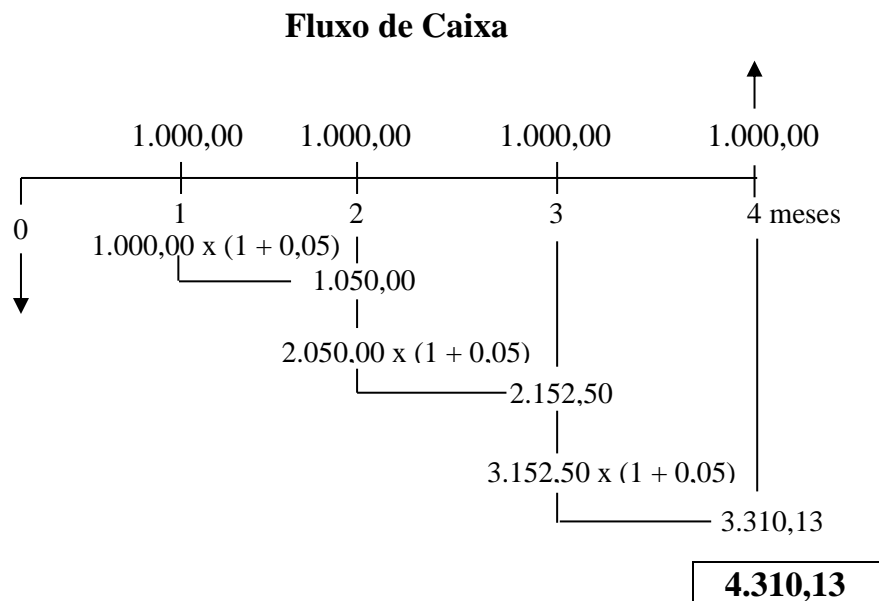 Fluxo de Caixa
1.000,00 1.000,00 1.000,00 1.000,00
0 1 2 3 4 meses
1.000,00 x (1 + 0,05)
1.050,00
2.050,00 x (1 + 0,05)
2.152,50
3.152,50 x (1 + 0,05)
3.310,13
4.310,13